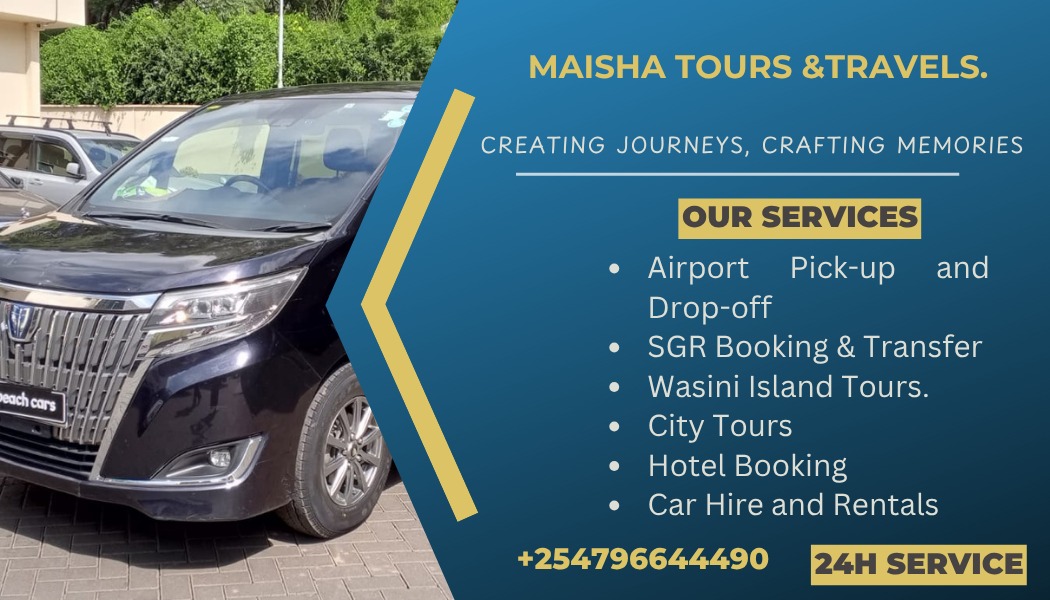 MAISHA TOURS &TRAVELS.
CREATING JOURNEYS, CRAFTING MEMORIES
OUR SERVICES
• Airport Pick-up and
Drop-off
• SGR Booking & Transfer
• Wasini Island Tours.
• City Tours
• Hotel Booking
• Car Hire and Rentals
+254796644490
24H SERVICE
cars